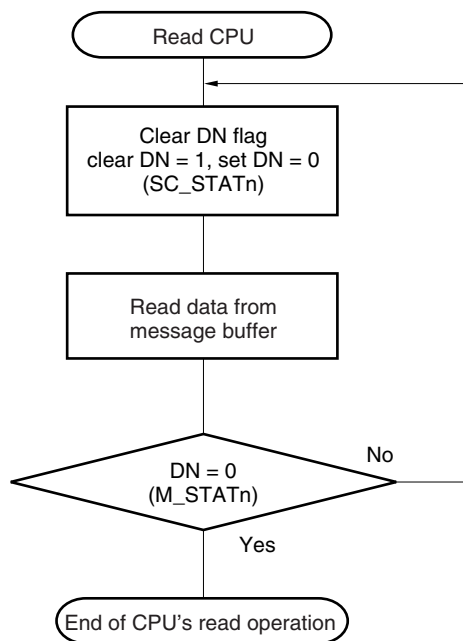 Read CPU
Clear DN flag
clear DN = 1, set DN = 0
(SC_STATn)
Read data from
message buffer
DN = 0
(M_STATn)
No
Yes
End of CPU's read operation